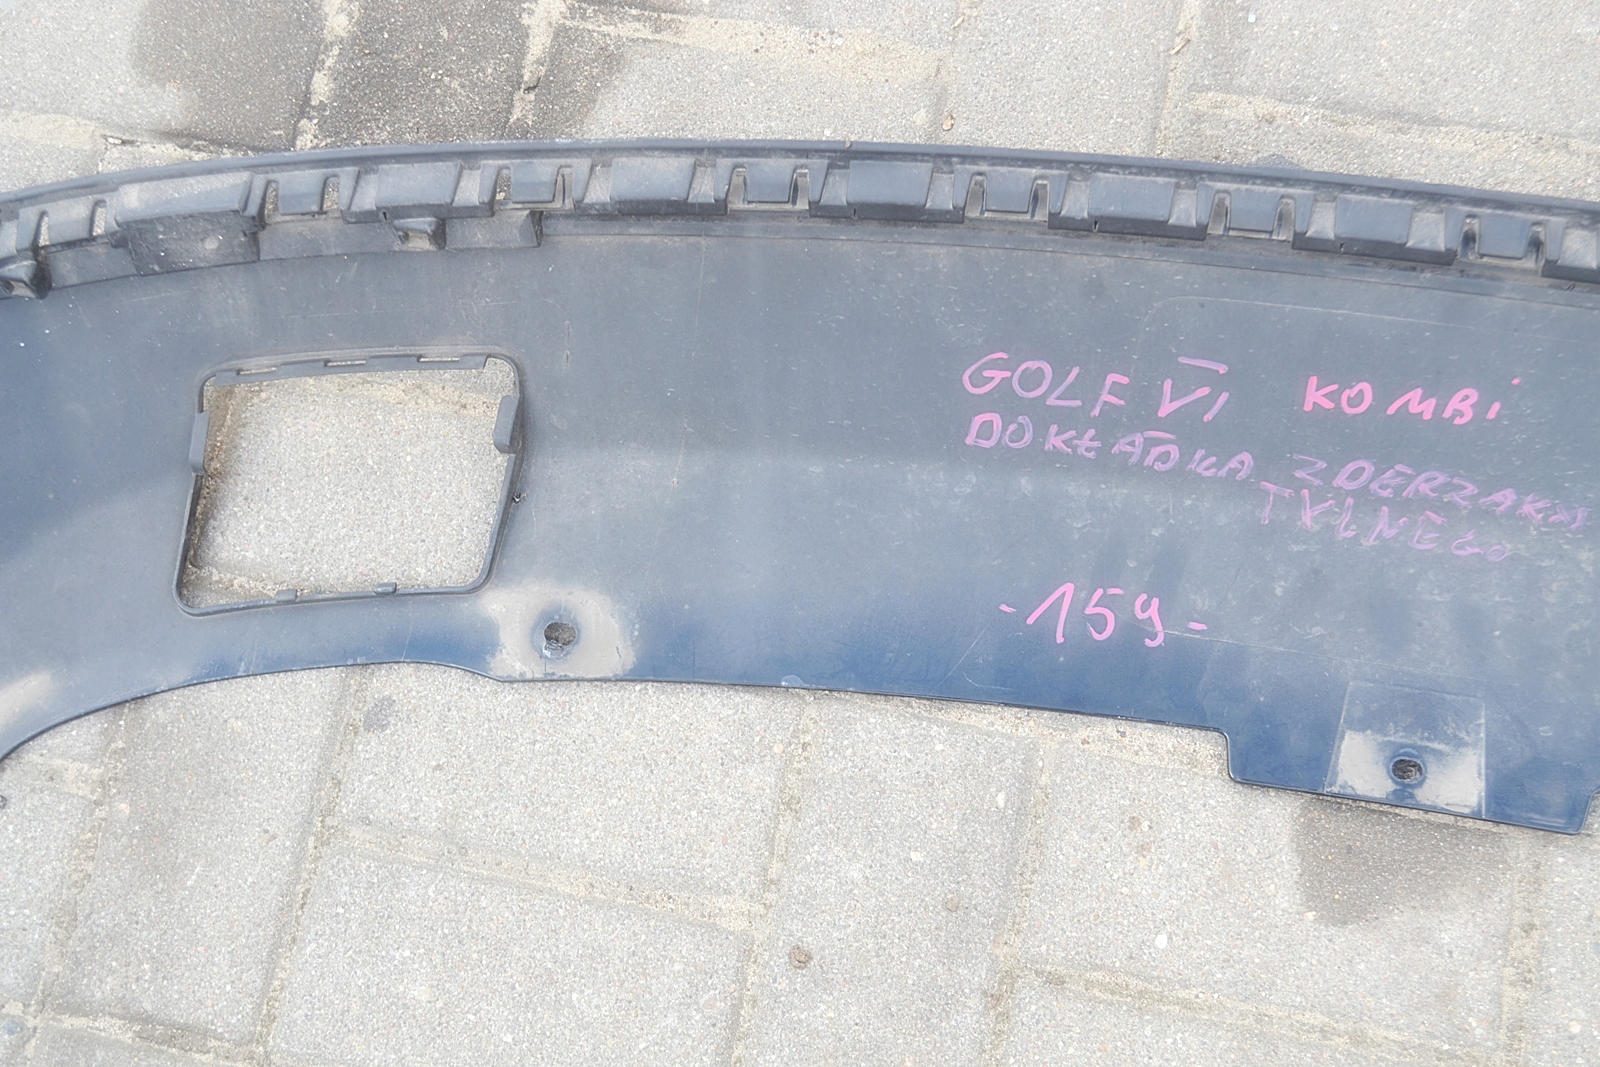 GOLF VI KOMBi
DOKŁADKA ZDERZAKA
TYLNEGO
-159-